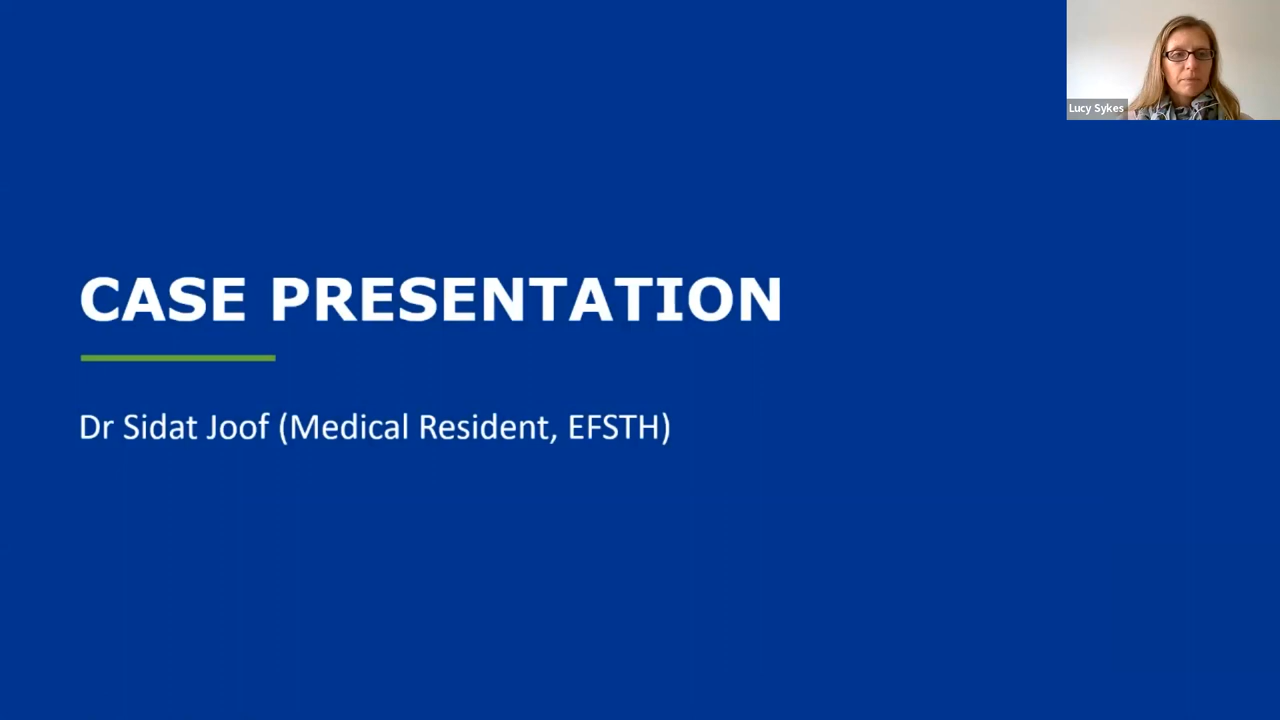 Lucy Sykes
CASE PRESENTATION
Dr Sidat Joof (Medical Resident, EFSTH)